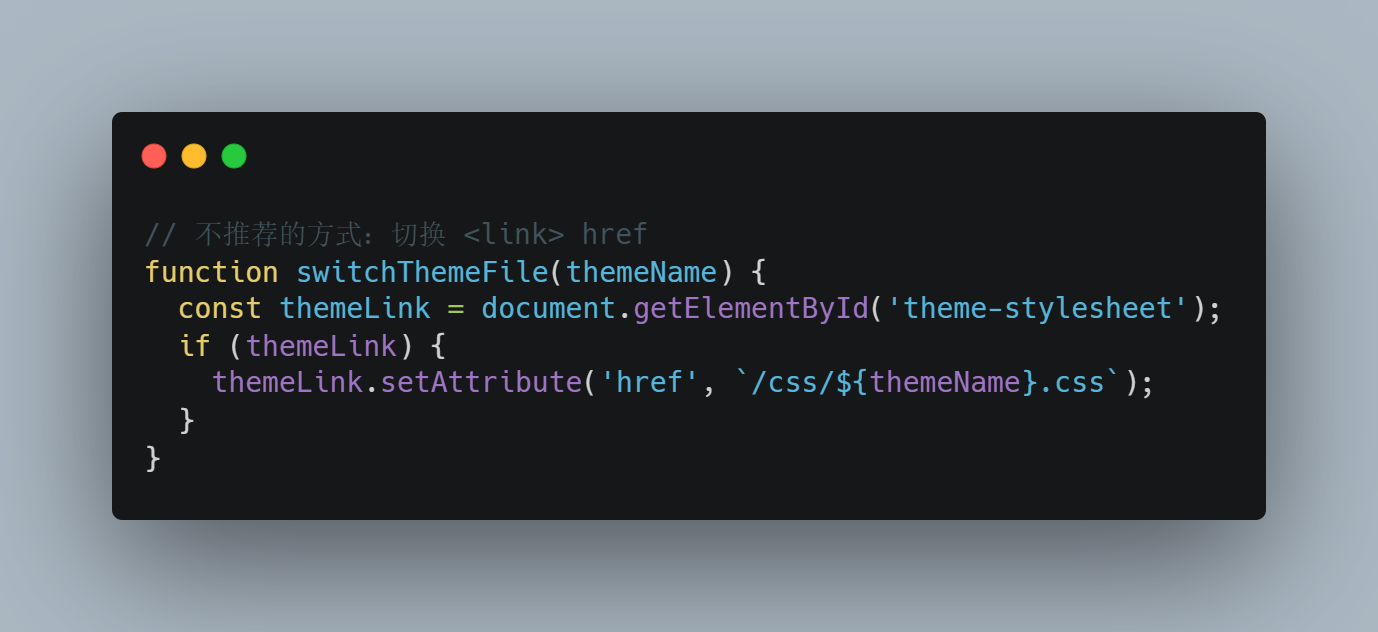 // 不推荐的方式：切换 <link> href
function switchThemeFile(themeName) {
  const themeLink = document.getElementById('theme-stylesheet');
  if (themeLink) {
    themeLink.setAttribute('href', `/css/${themeName}.css`);
  }
}